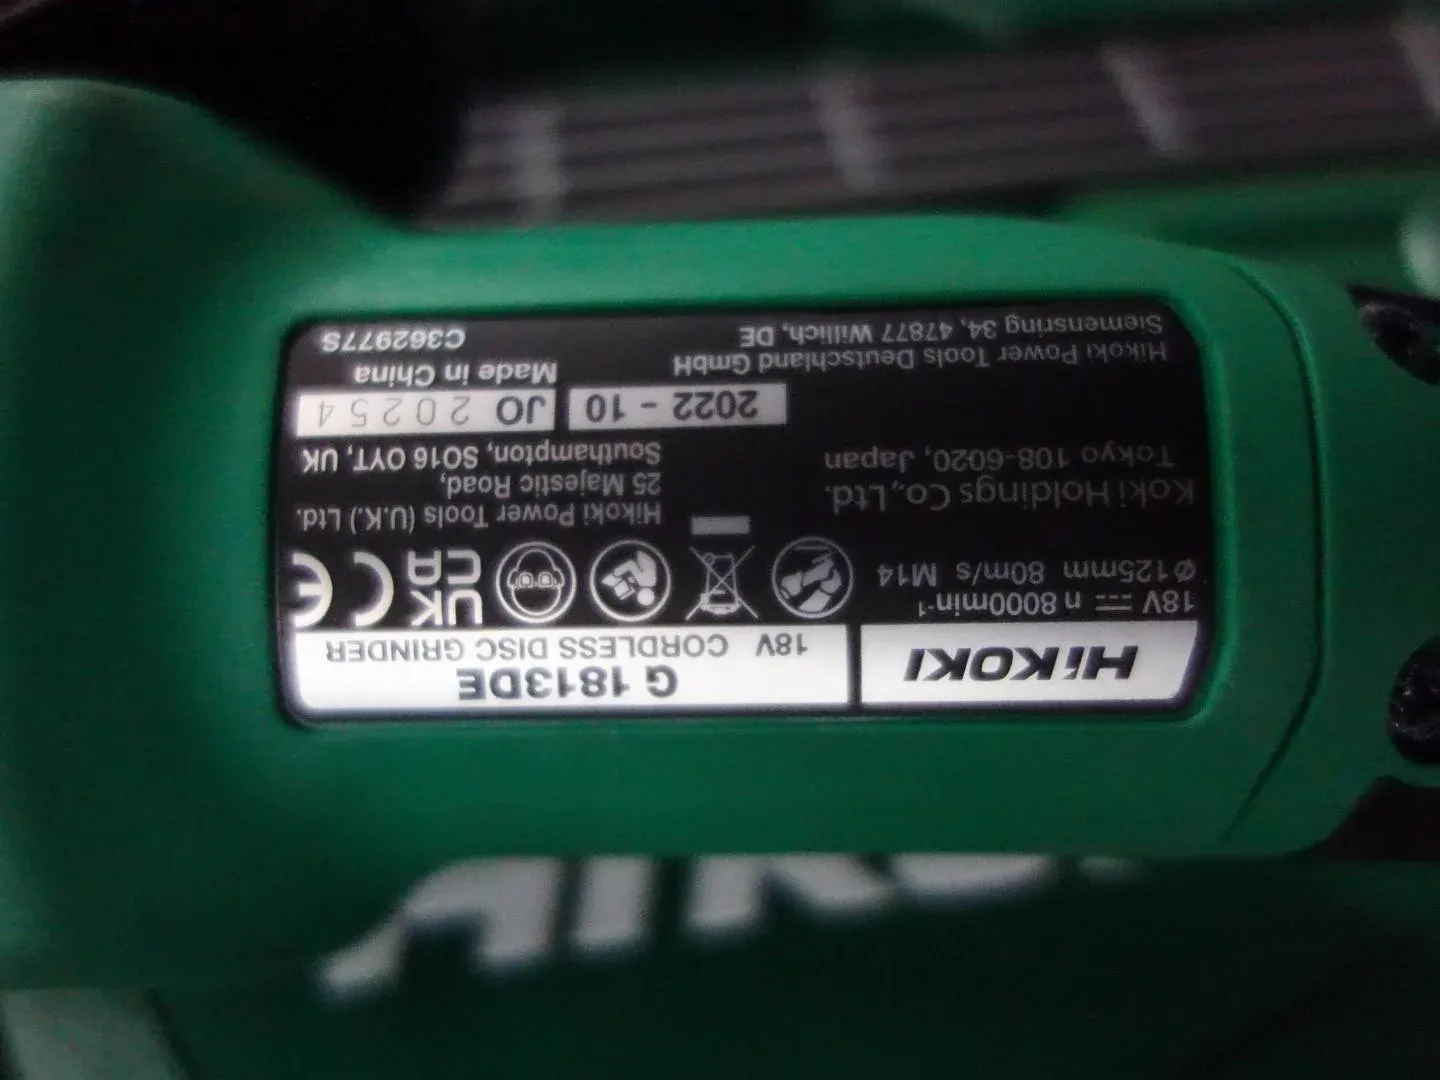 HiKOKI
G 1813DE
18V CORDLESS DISC GRINDER
18V n 8000min-1
Ø125mm 80m/s M14
UK
CA
CE
Koki Holdings Co.,Ltd.
Tokyo 108-6020, Japan
Hikoki Power Tools (U.K.) Ltd.
25 Majestic Road,
Southampton, SO16 0YT, UK
2022 - 10
JO 20254
Hikoki Power Tools Deutschland GmbH
Siemensring 34, 47877 Willich, DE
Made in China
C362977S